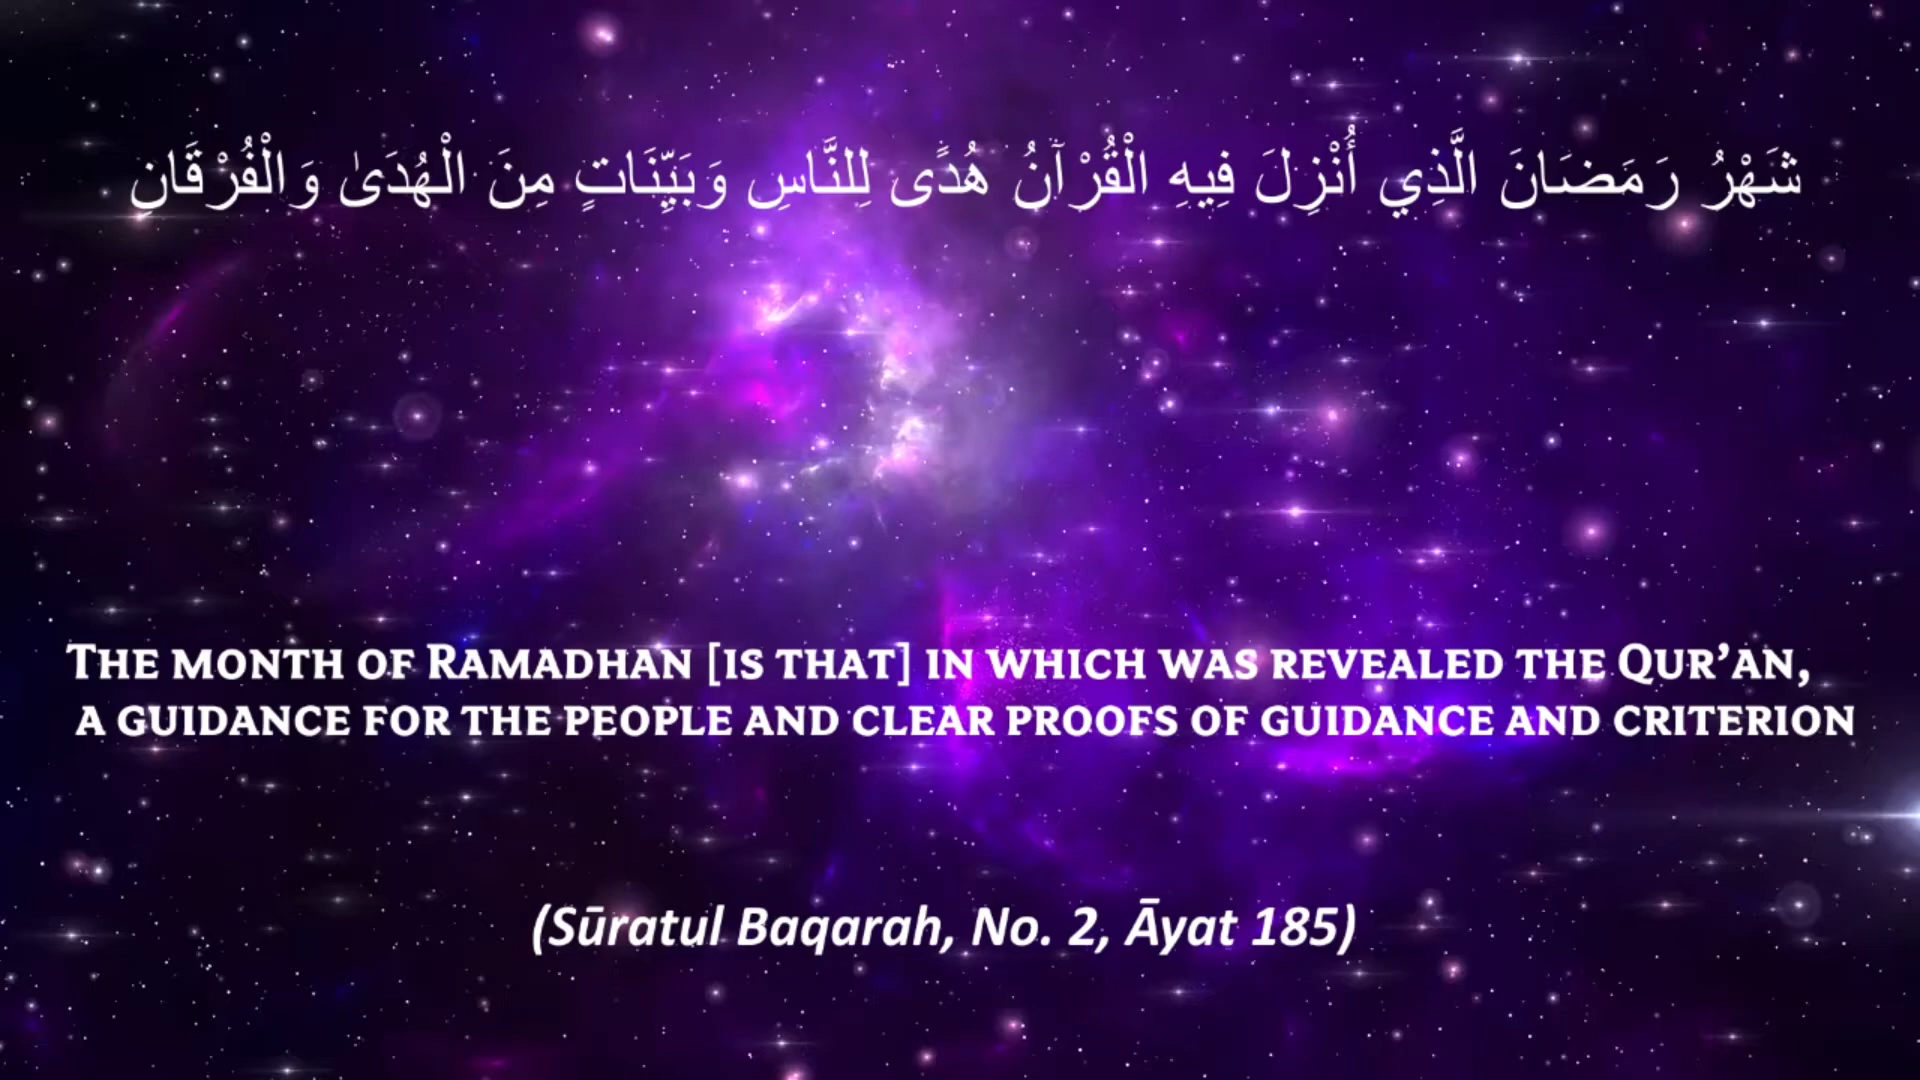 شَهْرُ رَمَضَانَ الَّذِي أُنْزِلَ فِيهِ الْقُرْآنُ هُدًى لِلنَّاسِ وَبَيِّنَاتٍ مِنَ الْهُدَىٰ وَالْفُرْقَانِ
The month of Ramadhan [is that] in which was revealed the Qur’an,
a guidance for the people and clear proofs of guidance and criterion
(Sūratul Baqarah, No. 2, Āyat 185)